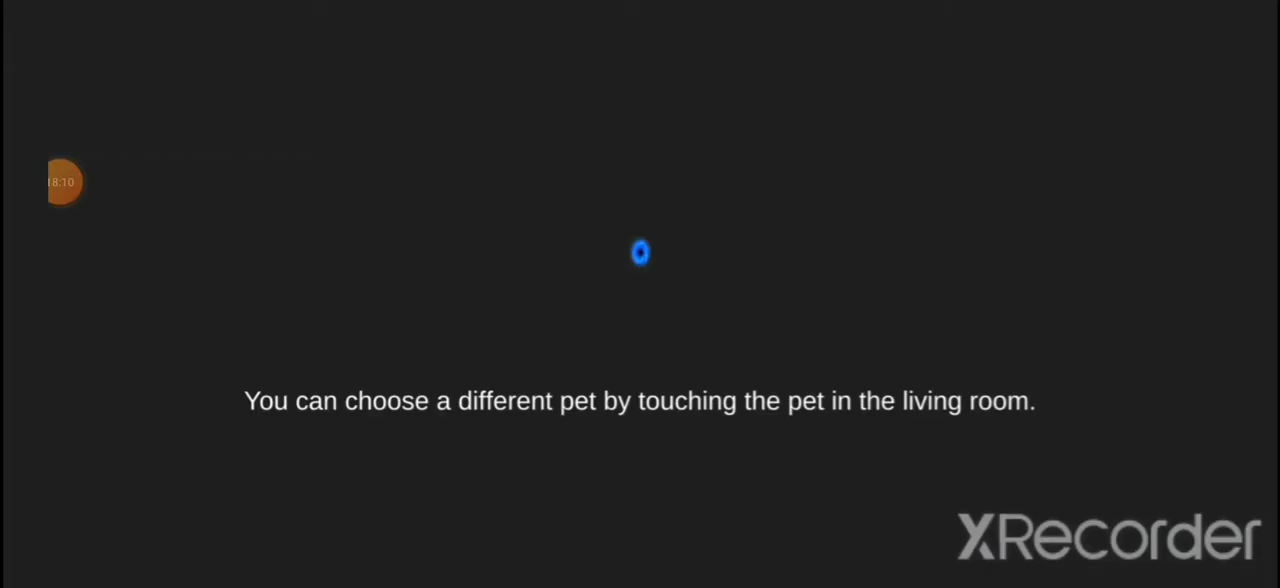 18:10
You can choose a different pet by touching the pet in the living room.
XRecorder